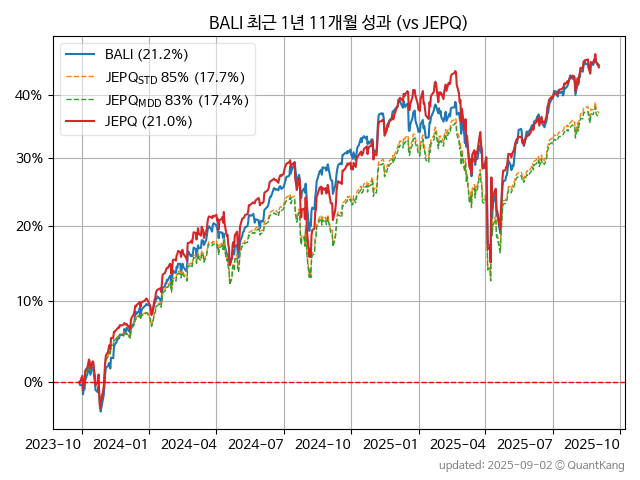 BALI 최근 1년 11개월 성과 (vs JEPQ)
BALI (21.2%)
JEPQSTD 85% (17.7%)
JEPQMDD 83% (17.4%)
JEPQ (21.0%)
40%
30%
20%
10%
0%
2023-10 2024-01 2024-04 2024-07 2024-10 2025-01 2025-04 2025-07 2025-10
updated: 2025-09-02 © QuantKang